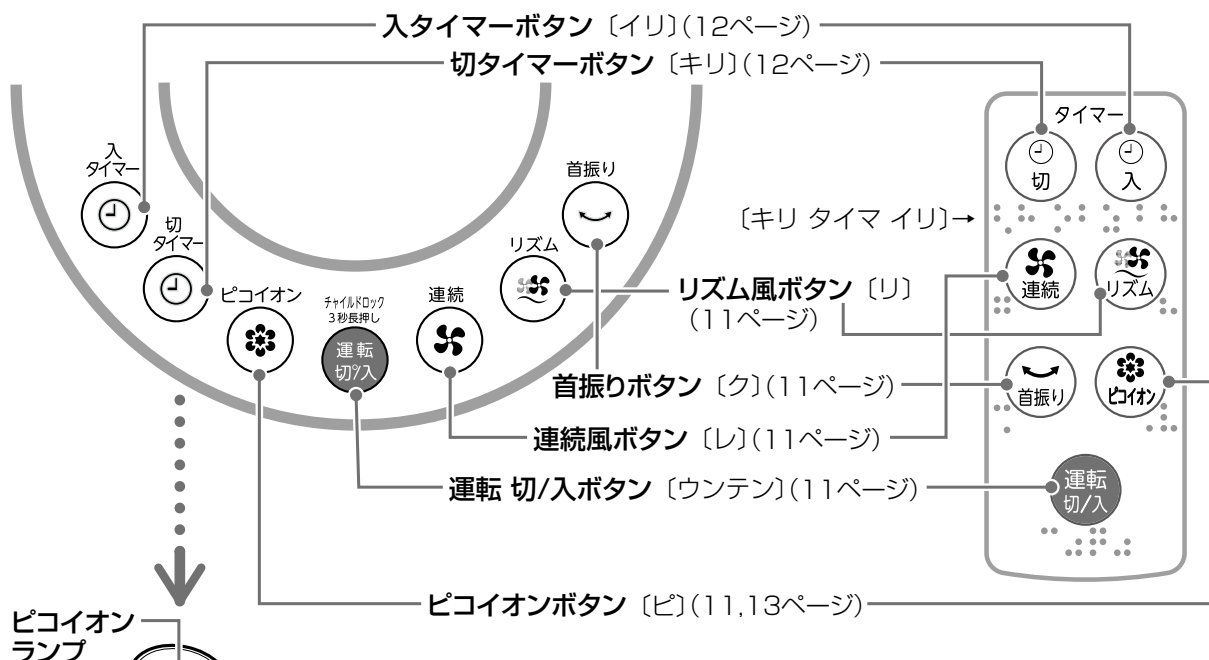 入タイマーボタン〔イリ〕(12ページ)
切タイマーボタン〔キリ〕(12ページ)
入
タイマー
切
タイマー
ピコイオン
チャイルドロック
3秒長押し
運転
切/入
連続
リズム
首振り
タイマー
切
入
〔キリ タイマ イリ〕→
連続
リズム
リズム風ボタン〔リ〕
(11ページ)
首振りボタン〔ク〕(11ページ)
首振り
ピコイオン
連続風ボタン〔レ〕(11ページ)
運転 切/入ボタン〔ウンテン〕(11ページ)
運転
切/入
ピコイオンボタン〔ピ〕(11,13ページ)
ピコイオン
ランプ